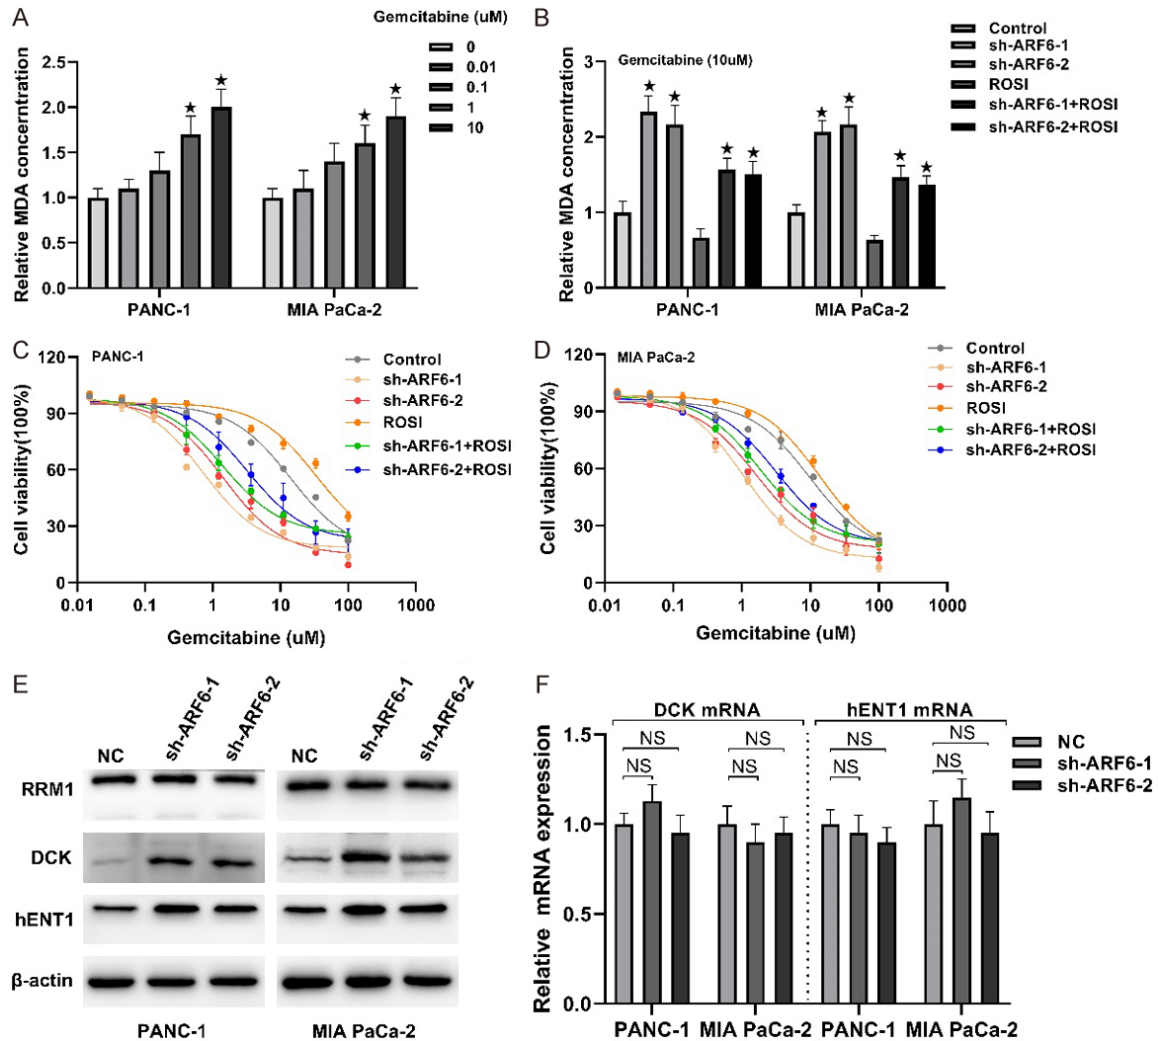 A
Gemcitabine (uM)
0
0.01
0.1
1
10
Relative MDA concerntration
2.5
2.0
1.5
1.0
0.5
0.0
★ ★ ★ ★
PANC-1 MIA PaCa-2
B
Gemcitabine (10uM)
Control
sh-ARF6-1
sh-ARF6-2
ROSI
sh-ARF6-1+ROSI
sh-ARF6-2+ROSI
Relative MDA concerntration
3
2
1
0
★ ★ ★ ★ ★ ★ ★ ★
PANC-1 MIA PaCa-2
C
PANC-1
Control
sh-ARF6-1
sh-ARF6-2
ROSI
sh-ARF6-1+ROSI
sh-ARF6-2+ROSI
Cell viability(100%)
120
90
60
30
0
0.01 0.1 1 10 100 1000
Gemcitabine (uM)
D
MIA PaCa-2
Control
sh-ARF6-1
sh-ARF6-2
ROSI
sh-ARF6-1+ROSI
sh-ARF6-2+ROSI
Cell viability(100%)
120
90
60
30
0
0.01 0.1 1 10 100 1000
Gemcitabine (uM)
E
NC sh-ARF6-1 sh-ARF6-2 NC sh-ARF6-1 sh-ARF6-2
RRM1
DCK
hENT1
β-actin
PANC-1 MIA PaCa-2
F
DCK mRNA hENT1 mRNA
NC
sh-ARF6-1
sh-ARF6-2
Relative mRNA expression
1.5
1.0
0.5
0.0
NS NS NS NS
NS NS NS NS
PANC-1 MIA PaCa-2 PANC-1 MIA PaCa-2